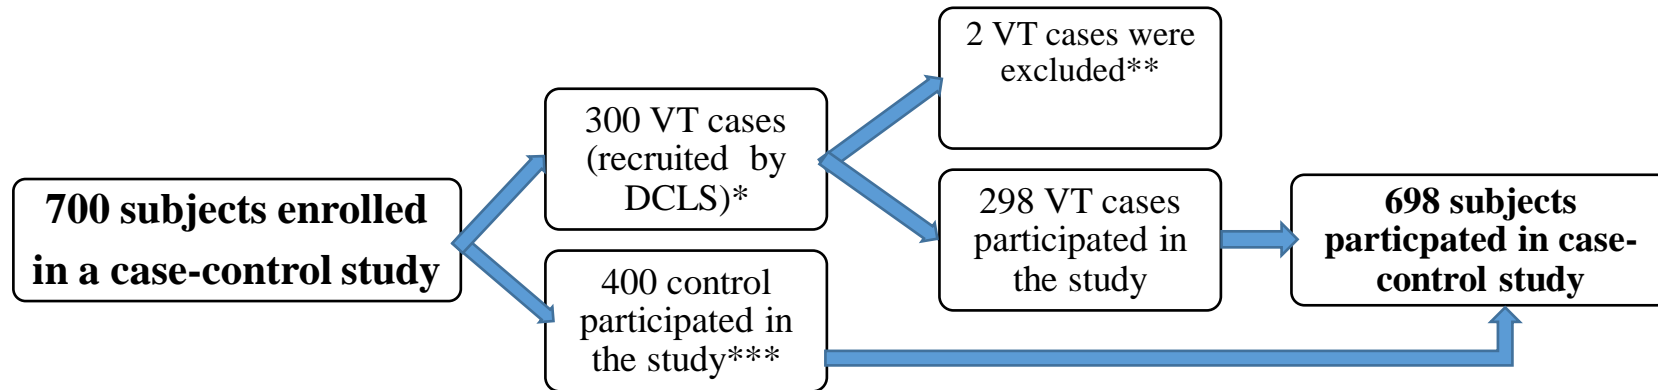 700 subjects enrolled
in a case-control study
300 VT cases
(recruited by
DCLS)*
400 control
participated in
the study***
2 VT cases were
excluded**
298 VT cases
participated in
the study
698 subjects
particpated in case-
control study